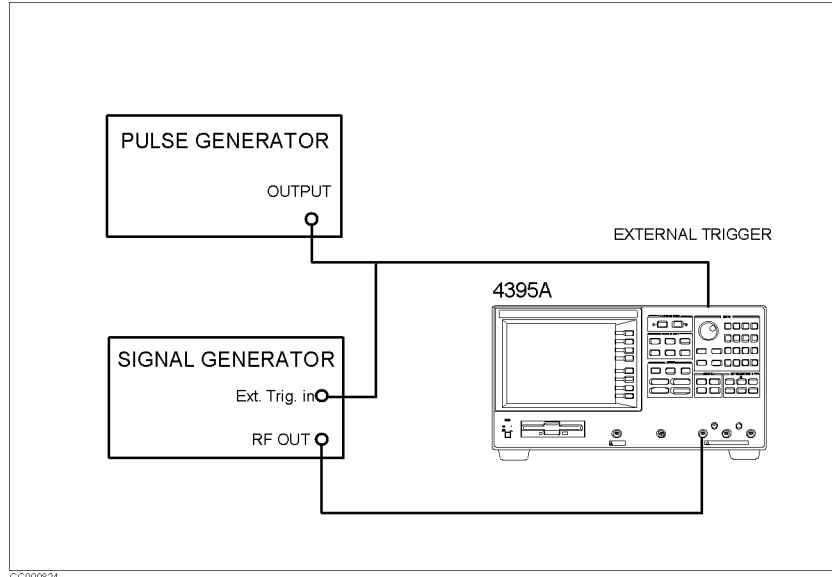 PULSE GENERATOR
OUTPUT
EXTERNAL TRIGGER
4395A
SIGNAL GENERATOR
Ext. Trig. in
RF OUT